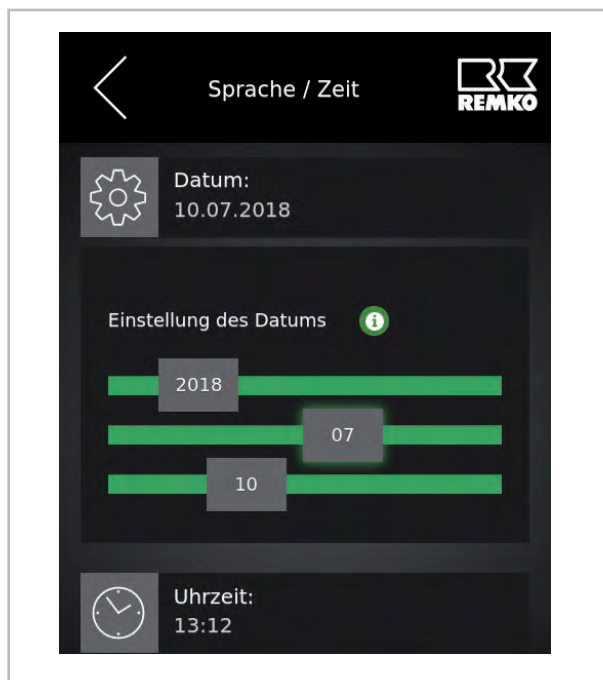 Sprache / Zeit
REMKO
Datum:
10.07.2018
Einstellung des Datums
i
2018
07
10
Uhrzeit:
13:12